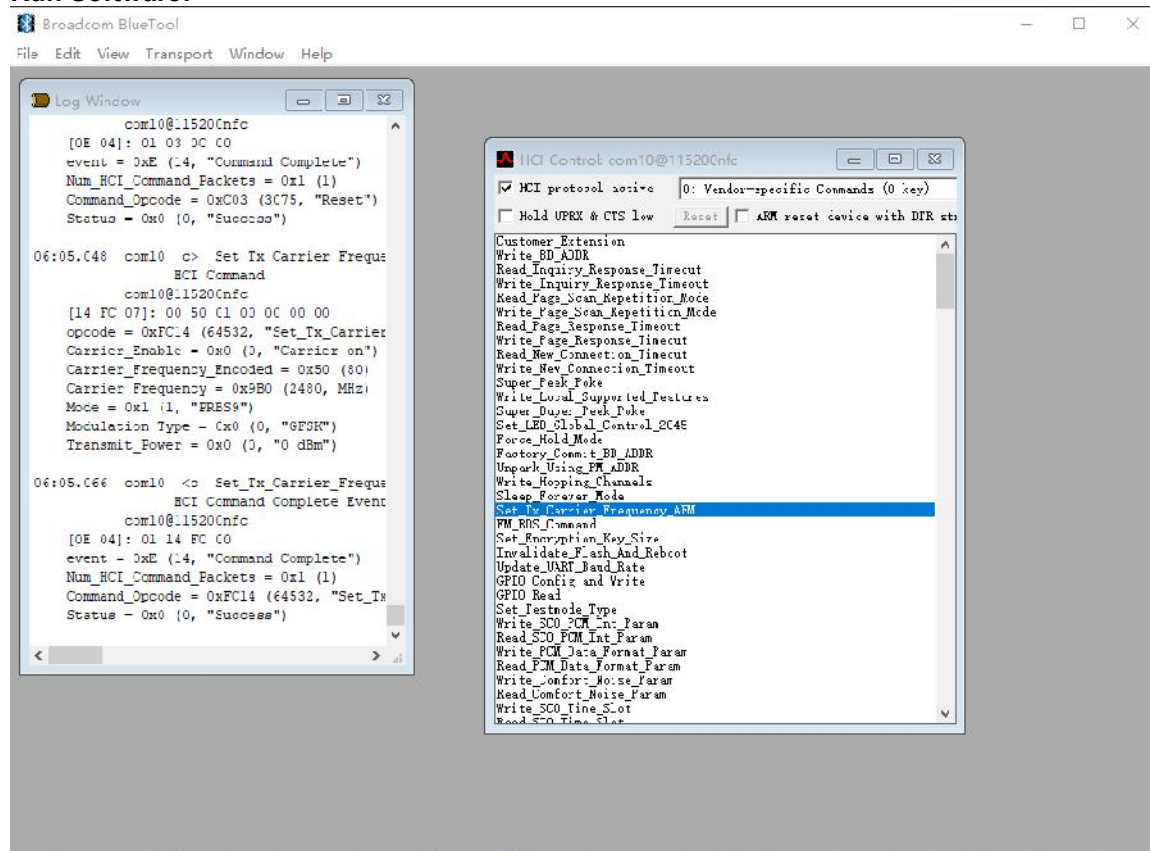 Run Software:
Broadcom BlueTool
File Edit View Transport Window Help
Log Window
com10@115200nfc
[0E 04]: 01 03 0C 00
event = 0xE (14, "Command Complete")
Num_HCI_Command_Packets = 0x1 (1)
Command_Opcode = 0xC03 (3075, "Reset")
Status = 0x0 (0, "Success")
06:05.048 com10 c> Set Tx Carrier Freque
HCI Command
com10@115200nfc
[14 FC 07]: 00 50 01 00 00 00 00
opcode = 0xFC14 (64532, "Set_Tx_Carrier
Carrier_Enable = 0x0 (0, "Carrier on")
Carrier_Frequency_Encoded = 0x50 (80)
Carrier Frequency = 0x9B0 (2480, MHz)
Mode = 0x1 (1, "PRBS9")
Modulation Type = 0x0 (0, "GFSK")
Transmit_Power = 0x0 (0, "0 dBm")
06:05.066 com10 <c Set_Tx_Carrier_Freque
HCI Command Complete Event
com10@115200nfc
[0E 04]: 01 14 FC 00
event = 0xE (14, "Command Complete")
Num_HCI_Command_Packets = 0x1 (1)
Command_Opcode = 0xFC14 (64532, "Set_Tx
Status = 0x0 (0, "Success")
HCI Control: com10@115200nfc
HCI protocol active 0: Vendor-specific Commands (0 key)
Hold UPRX & CTS low Reset ARM reset device with DTR str
Customer_Extension
Write_BD_ADDR
Read_Inquiry_Response_Timeout
Write_Inquiry_Response_Timeout
Read_Page_Scan_Repetition_Mode
Write_Page_Scan_Repetition_Mode
Read_Page_Response_Timeout
Write_Page_Response_Timeout
Read_New_Connection_Timeout
Write_New_Connection_Timeout
Super_Peek_Poke
Write_Local_Supported_Features
Super_Duper_Peek_Poke
Set_LED_Global_Control_2045
Force_Hold_Mode
Factory_Commit_BD_ADDR
Unpark_Using_PM_ADDR
Write_Hopping_Channels
Sleep_Forever_Mode
Set_Tx_Carrier_Frequency_ARM
FM_RDS_Command
Set_Encryption_Key_Size
Invalidate_Flash_And_Reboot
Update_UART_Baud_Rate
GPIO Config and Write
GPIO Read
Set_Testmode_Type
Write_SCO_PCM_Int_Param
Read_SCO_PCM_Int_Param
Write_PCM_Data_Format_Param
Read_PCM_Data_Format_Param
Write_Comfort_Noise_Param
Read_Comfort_Noise_Param
Write_SCO_Time_Slot
Read_SCO_Time_Slot